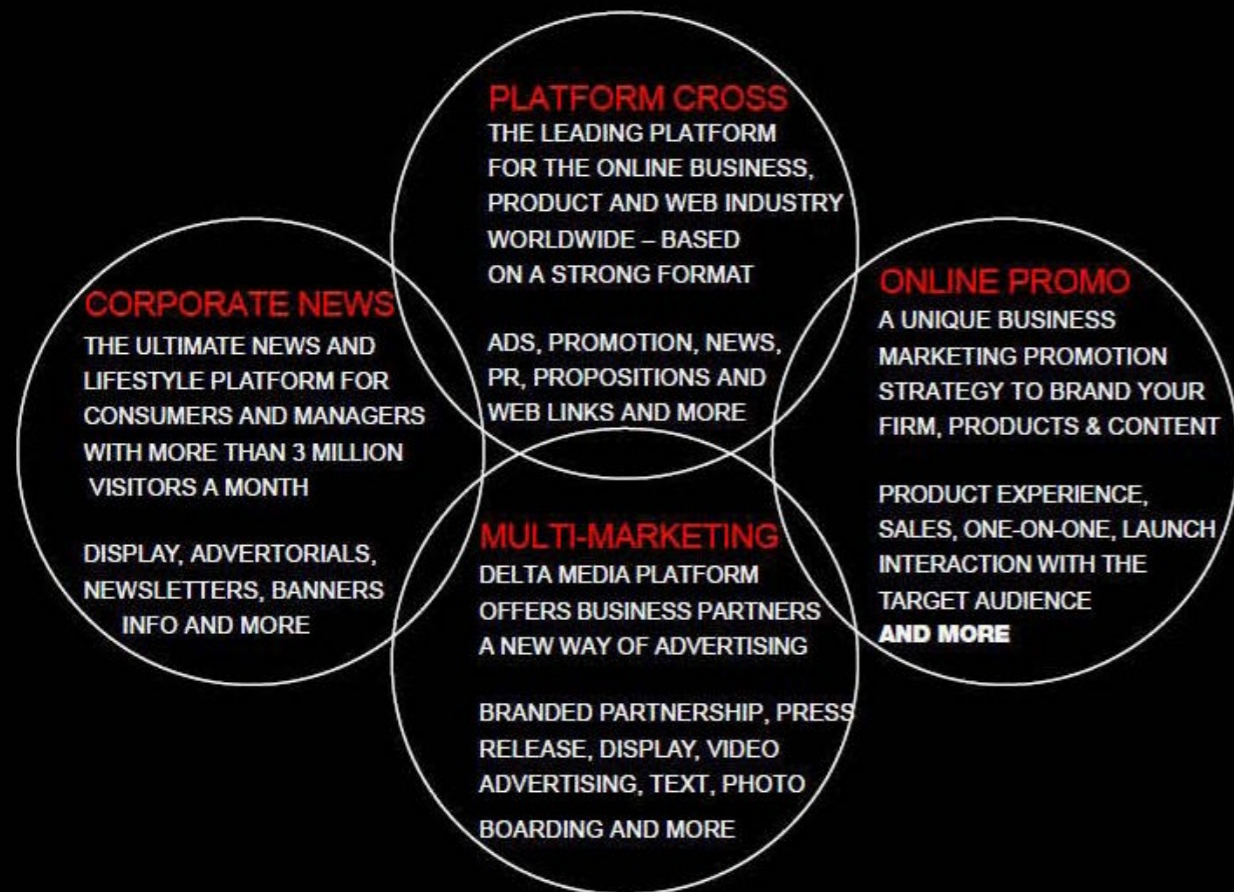 PLATFORM CROSS
THE LEADING PLATFORM
FOR THE ONLINE BUSINESS,
PRODUCT AND WEB INDUSTRY
WORLDWIDE – BASED
ON A STRONG FORMAT
ADS, PROMOTION, NEWS,
PR, PROPOSITIONS AND
WEB LINKS AND MORE
CORPORATE NEWS
THE ULTIMATE NEWS AND
LIFESTYLE PLATFORM FOR
CONSUMERS AND MANAGERS
WITH MORE THAN 3 MILLION
VISITORS A MONTH
DISPLAY, ADVERTORIALS,
NEWSLETTERS, BANNERS
INFO AND MORE
ONLINE PROMO
A UNIQUE BUSINESS
MARKETING PROMOTION
STRATEGY TO BRAND YOUR
FIRM, PRODUCTS & CONTENT
PRODUCT EXPERIENCE,
SALES, ONE-ON-ONE, LAUNCH
INTERACTION WITH THE
TARGET AUDIENCE
AND MORE
MULTI-MARKETING
DELTA MEDIA PLATFORM
OFFERS BUSINESS PARTNERS
A NEW WAY OF ADVERTISING
BRANDED PARTNERSHIP, PRESS
RELEASE, DISPLAY, VIDEO
ADVERTISING, TEXT, PHOTO
BOARDING AND MORE